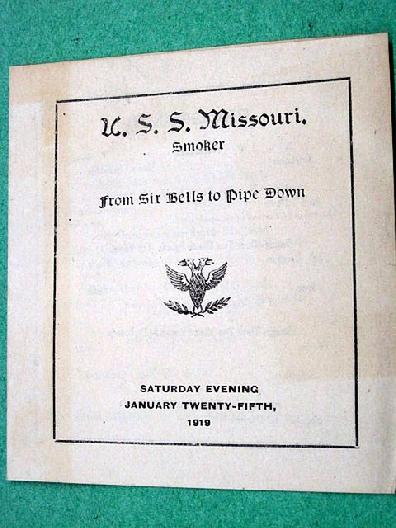 U. S. S. Missouri.
Smoker
From Six Bells to Pipe Down
SATURDAY EVENING
JANUARY TWENTY-FIFTH,
1919